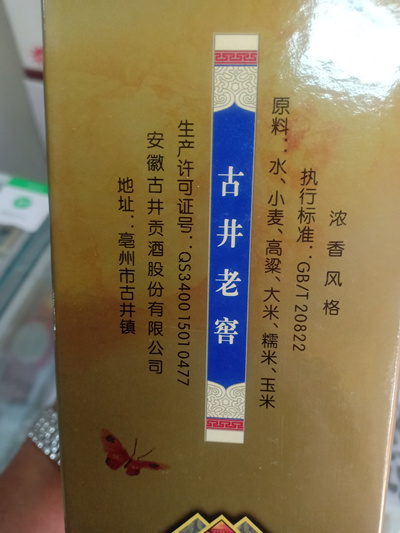 浓香风格
执行标准:GB/T20822
原料:水、小麦、高粱、大米、糯米、玉米
古井老窖
生产许可证号:QS3400 1501 0477
安徽古井贡酒股份有限公司
地址:亳州市古井镇